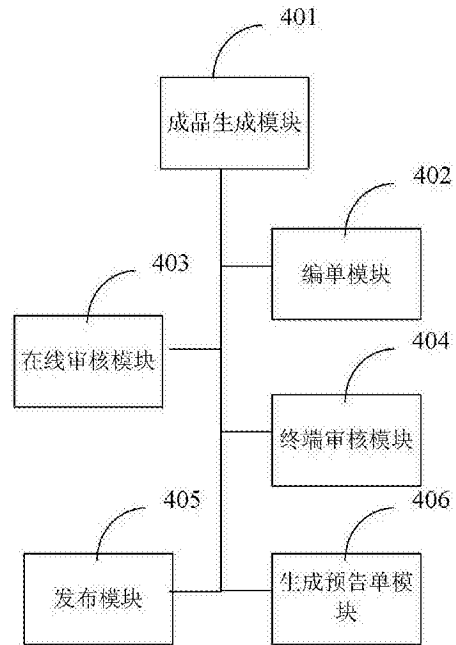 401
成品生成模块
402
编单模块
403
在线审核模块
404
终端审核模块
405
发布模块
406
生成预告单模
块